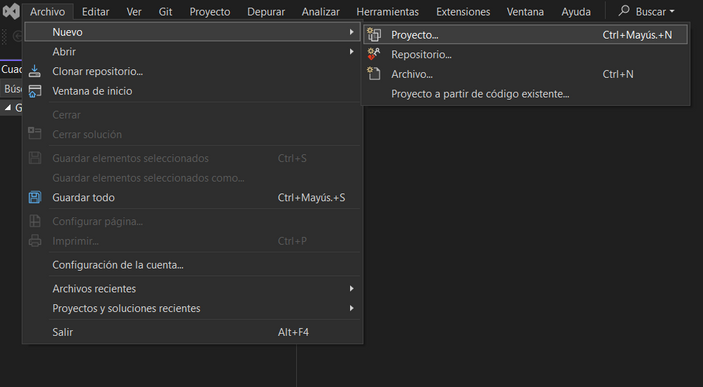 Archivo Editar Ver Git Proyecto Depurar Analizar Herramientas Extensiones Ventana Ayuda Buscar
Nuevo
Proyecto... Ctrl+Mayús.+N
Abrir
Repositorio...
Clonar repositorio...
Archivo... Ctrl+N
Ventana de inicio
Proyecto a partir de código existente...
Cerrar
Cerrar solución
Guardar elementos seleccionados Ctrl+S
Guardar elementos seleccionados como...
Guardar todo Ctrl+Mayús.+S
Configurar página...
Imprimir... Ctrl+P
Configuración de la cuenta...
Archivos recientes
Proyectos y soluciones recientes
Salir Alt+F4